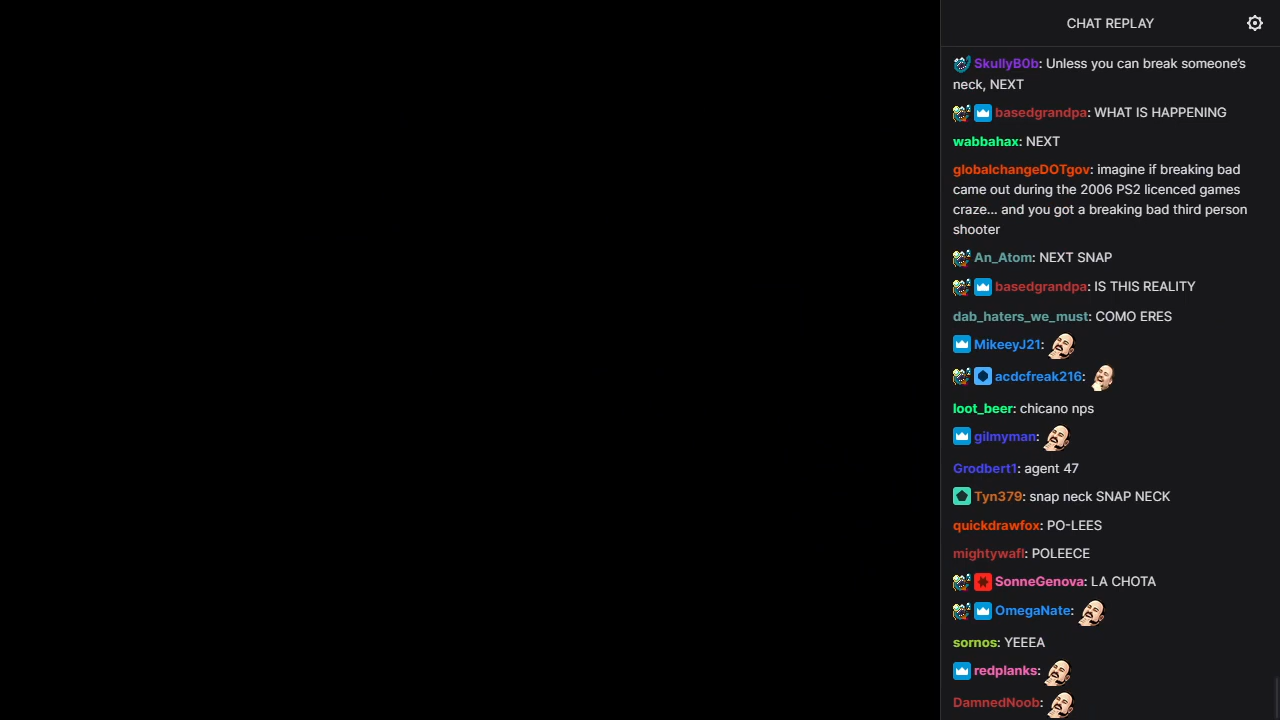 CHAT REPLAY
SkullyB0b: Unless you can break someone’s
neck, NEXT
basedgrandpa: WHAT IS HAPPENING
wabbahax: NEXT
globalchangeDOTgov: imagine if breaking bad
came out during the 2006 PS2 licenced games
craze... and you got a breaking bad third person
shooter
An_Atom: NEXT SNAP
basedgrandpa: IS THIS REALITY
dab_haters_we_must: COMO ERES
MikeeyJ21:
acdcfreak216:
loot_beer: chicano nps
gilmyman:
Grodbert1: agent 47
Tyn379: snap neck SNAP NECK
quickdrawfox: PO-LEES
mightywafl: POLEECE
SonneGenova: LA CHOTA
OmegaNate:
sornos: YEEEA
redplanks:
DamnedNoob: